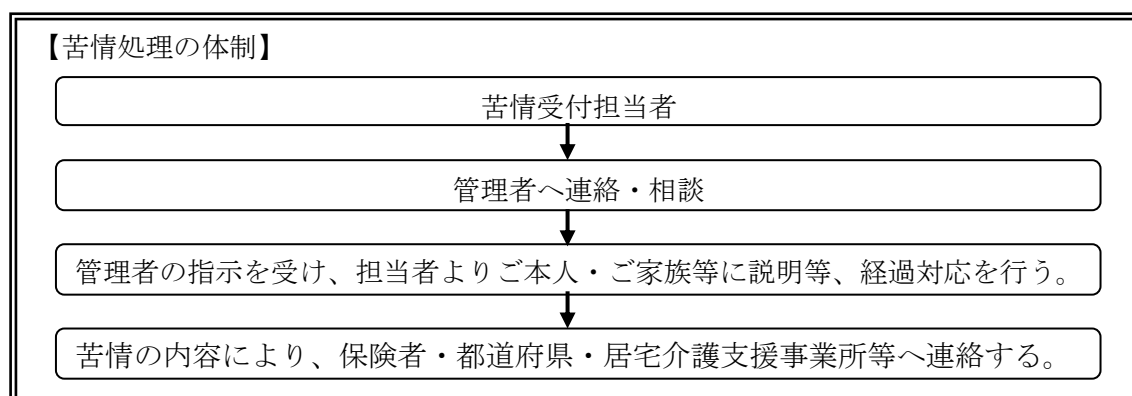 【苦情処理の体制】
苦情受付担当者
管理者へ連絡・相談
管理者の指示を受け、担当者よりご本人・ご家族等に説明等、経過対応を行う。
苦情の内容により、保険者・都道府県・居宅介護支援事業所等へ連絡する。